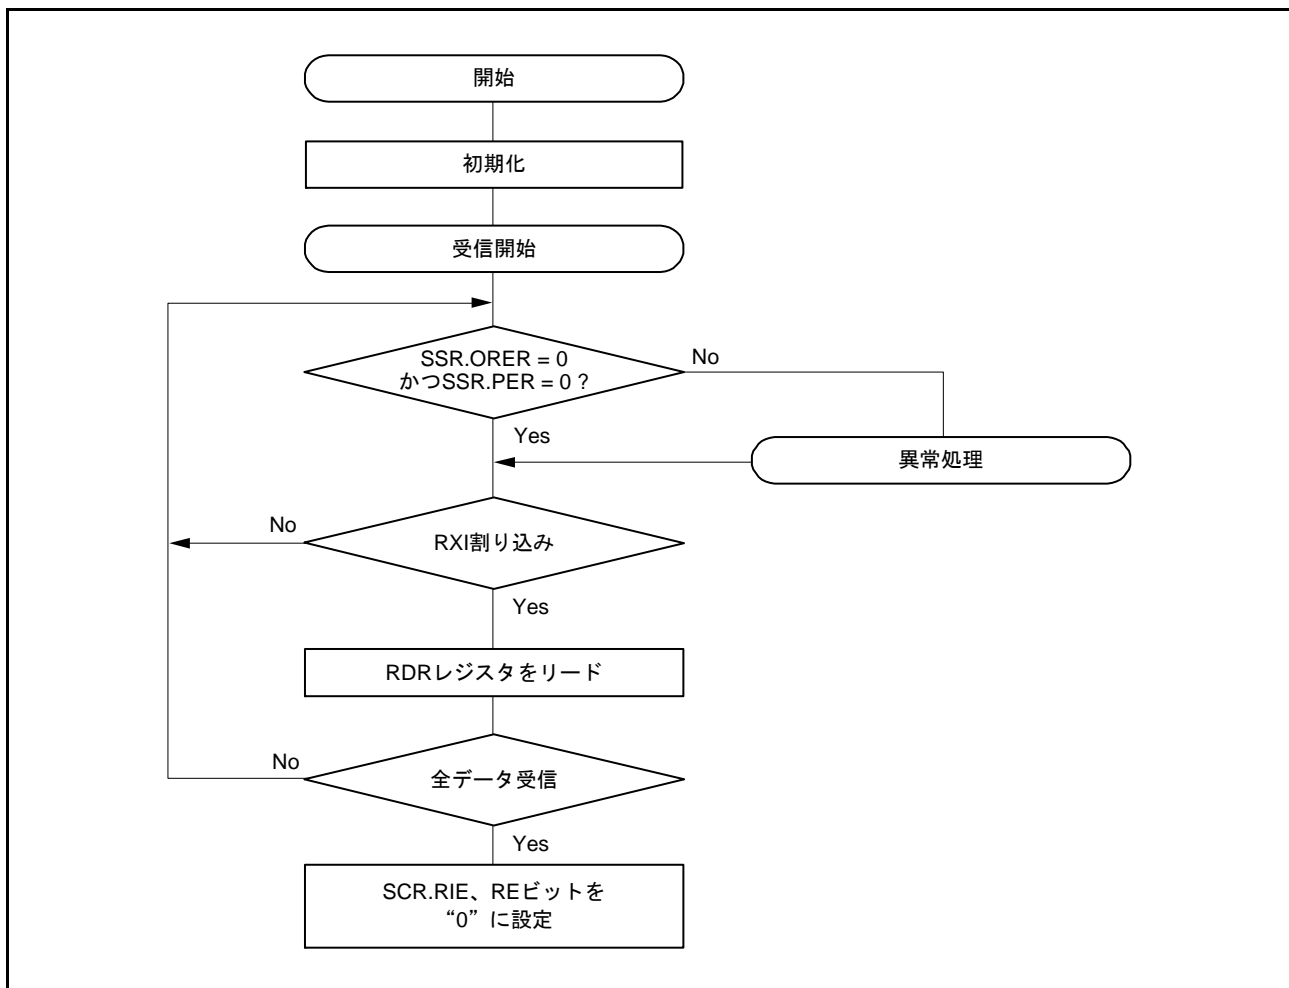 開始
初期化
受信開始
SSR.ORER = 0
かつSSR.PER = 0 ?
No
Yes
異常処理
No
RXI割り込み
Yes
RDRレジスタをリード
No
全データ受信
Yes
SCR.RIE、REビットを
“0”に設定